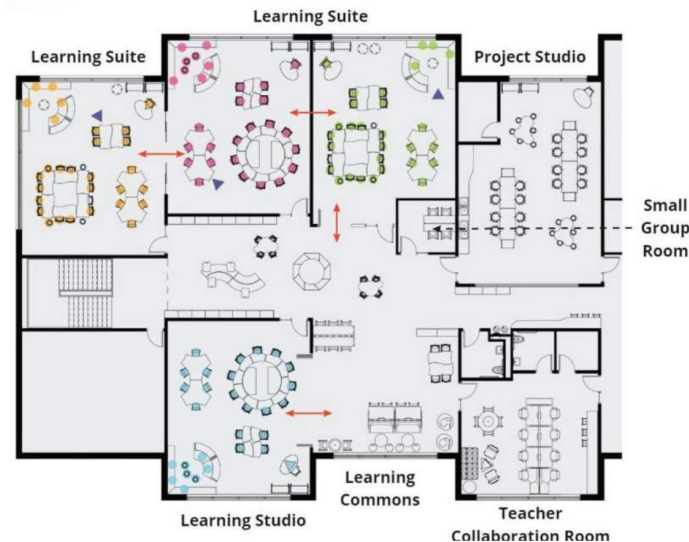 Learning Suite
Learning Suite
Project Studio
Small
Group
Room
Learning
Commons
Learning Studio
Teacher
Collaboration Room